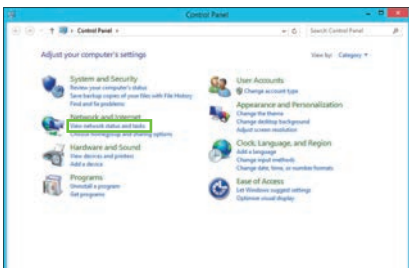 Control Panel
Control Panel
Search Control Panel
Adjust your computer's settings
View by: Category
System and Security
Review your computer's status
Save backup copies of your files with File History
Find and fix problems
Network and Internet
View network status and tasks
Choose homegroup and sharing options
Hardware and Sound
View devices and printers
Add a device
Programs
Uninstall a program
Get programs
User Accounts
Change account type
Appearance and Personalization
Change the theme
Change desktop background
Adjust screen resolution
Clock, Language, and Region
Add a language
Change input methods
Change date, time, or number formats
Ease of Access
Let Windows suggest settings
Optimize visual display